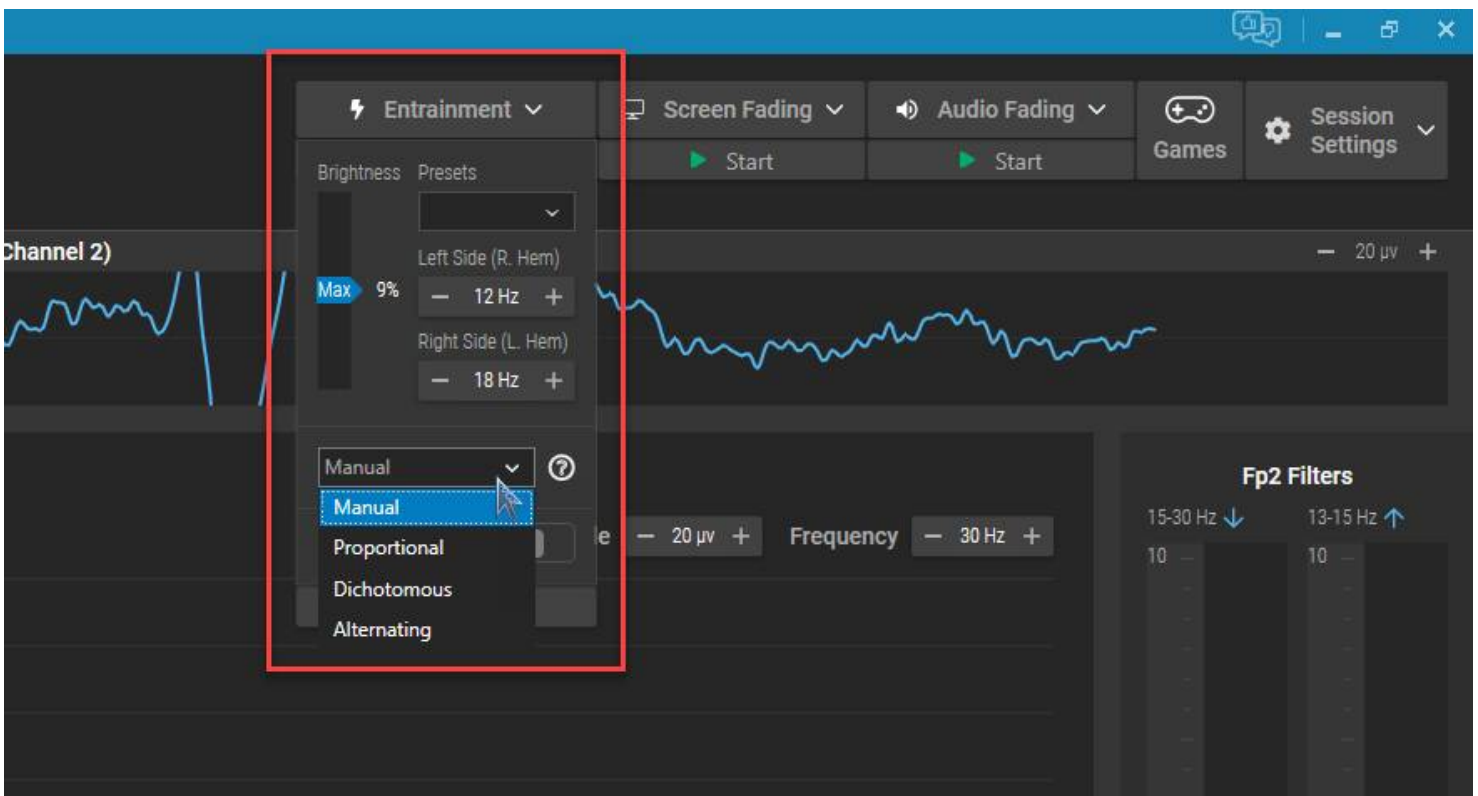 Entrainment
Screen Fading
Audio Fading
Games
Session
Settings
Start
Start
Brightness
Presets
Channel 2)
20 µv
Left Side (R. Hem)
Max
9%
12 Hz
Right Side (L. Hem)
18 Hz
Manual
Manual
Proportional
Dichotomous
Alternating
e
20 µv
Frequency
30 Hz
Fp2 Filters
15-30 Hz
13-15 Hz
10
10